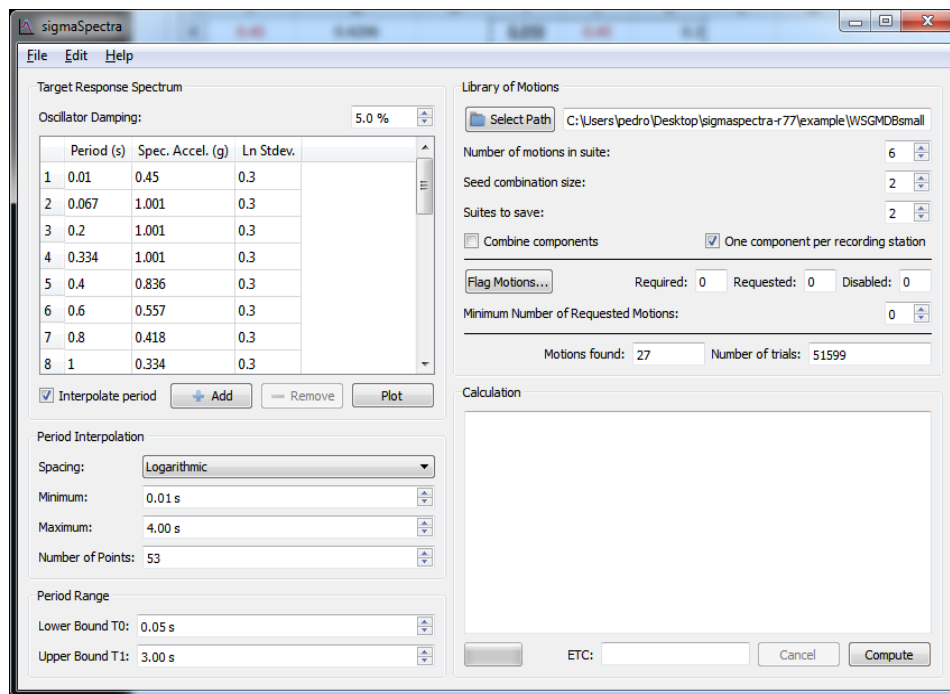 sigmaSpectra
File Edit Help
Target Response Spectrum
Oscillator Damping: 5.0 %
Period (s) Spec. Accel. (g) Ln Stdev.
1 0.01 0.45 0.3
2 0.067 1.001 0.3
3 0.2 1.001 0.3
4 0.334 1.001 0.3
5 0.4 0.836 0.3
6 0.6 0.557 0.3
7 0.8 0.418 0.3
8 1 0.334 0.3
Interpolate period Add Remove Plot
Period Interpolation
Spacing: Logarithmic
Minimum: 0.01 s
Maximum: 4.00 s
Number of Points: 53
Period Range
Lower Bound T0: 0.05 s
Upper Bound T1: 3.00 s
Library of Motions
Select Path C:\Users\pedro\Desktop\sigmaspectra-r77\example\WSGMDBsmall
Number of motions in suite: 6
Seed combination size: 2
Suites to save: 2
Combine components One component per recording station
Flag Motions... Required: 0 Requested: 0 Disabled: 0
Minimum Number of Requested Motions: 0
Motions found: 27 Number of trials: 51599
Calculation
ETC: Cancel Compute